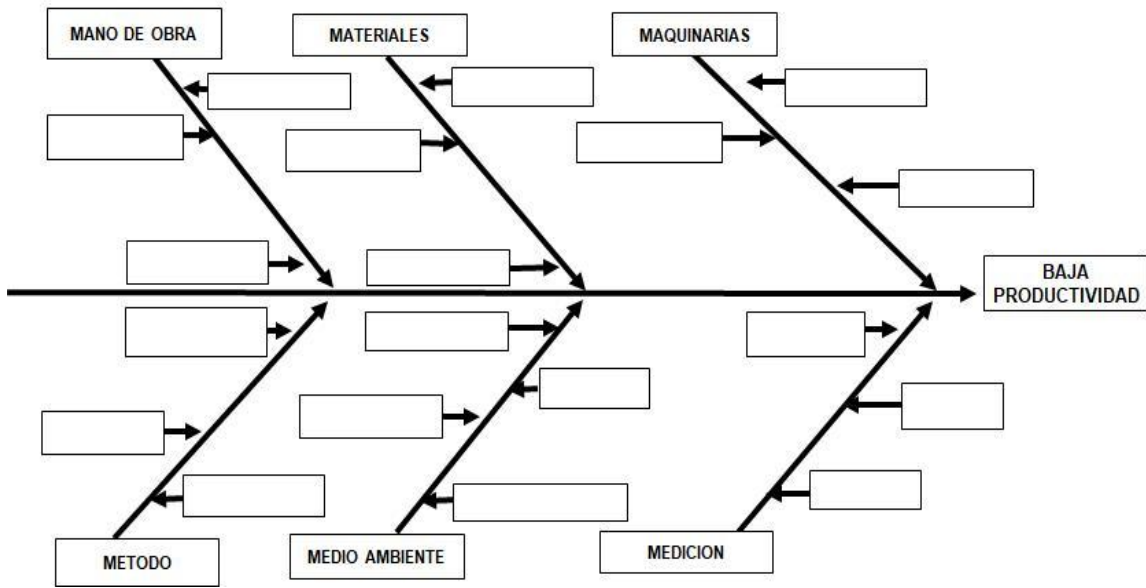 MANO DE OBRA
MATERIALES
MAQUINARIAS
BAJA
PRODUCTIVIDAD
METODO
MEDIO AMBIENTE
MEDICION